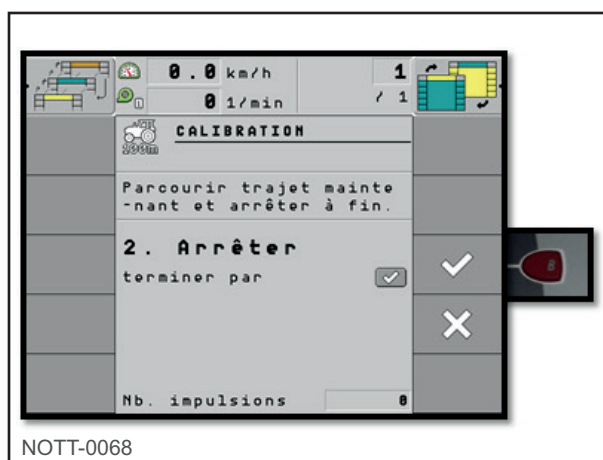 0.0 km/h 1
0 1/min / 1
CALIBRATION
100m
Parcourir trajet mainte
-nant et arrêter à fin.
2. Arrêter
terminer par
Nb. impulsions 0
NOTT-0068